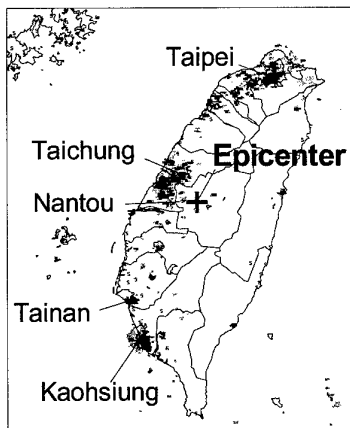 Taipei
Taichung
Epicenter
Nantou
Tainan
Kaohsiung